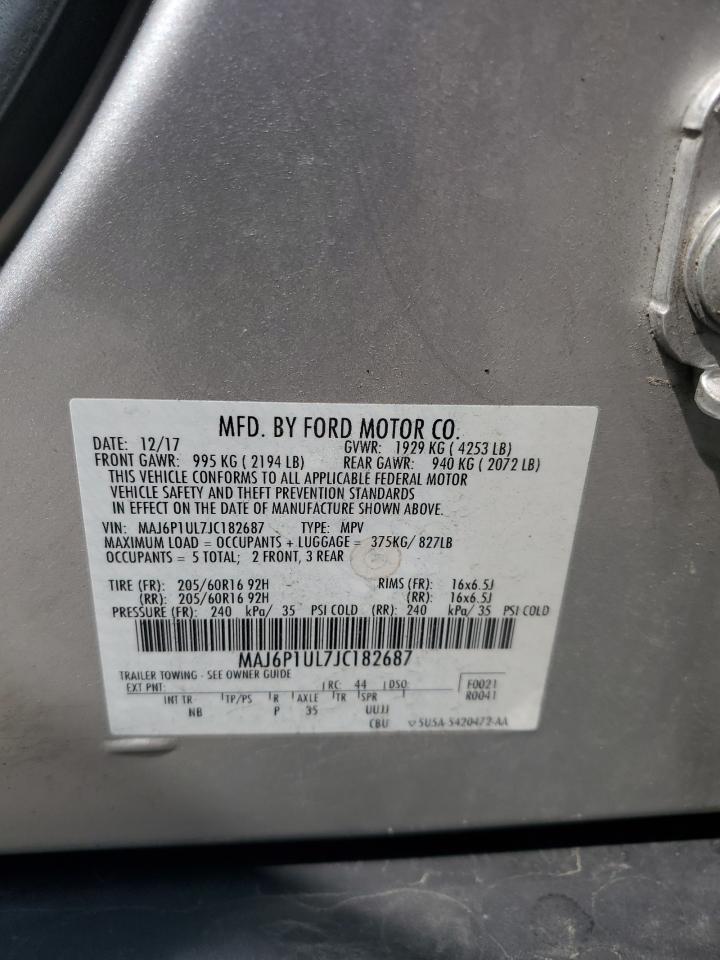 MFD. BY FORD MOTOR CO.
DATE: 12/17 GVWR: 1929 KG ( 4253 LB)
FRONT GAWR: 995 KG ( 2194 LB) REAR GAWR: 940 KG ( 2072 LB)
THIS VEHICLE CONFORMS TO ALL APPLICABLE FEDERAL MOTOR
VEHICLE SAFETY AND THEFT PREVENTION STANDARDS
IN EFFECT ON THE DATE OF MANUFACTURE SHOWN ABOVE.
VIN: MAJ6P1UL7JC182687 TYPE: MPV
MAXIMUM LOAD = OCCUPANTS + LUGGAGE = 375KG/ 827LB
OCCUPANTS = 5 TOTAL; 2 FRONT, 3 REAR
TIRE (FR): 205/60R16 92H RIMS (FR): 16x6.5J
(RR): 205/60R16 92H (RR): 16x6.5J
PRESSURE (FR): 240 kPa/ 35 PSI COLD (RR): 240 kPa/ 35 PSI COLD
MAJ6P1UL7JC182687
TRAILER TOWING - SEE OWNER GUIDE
EXT PNT: RC: 44 DSO: F0021
INT TR TP/PS R AXLE TR SPR R0041
NB P 35 UUJJ
CBU 5U5A-5420472-AA